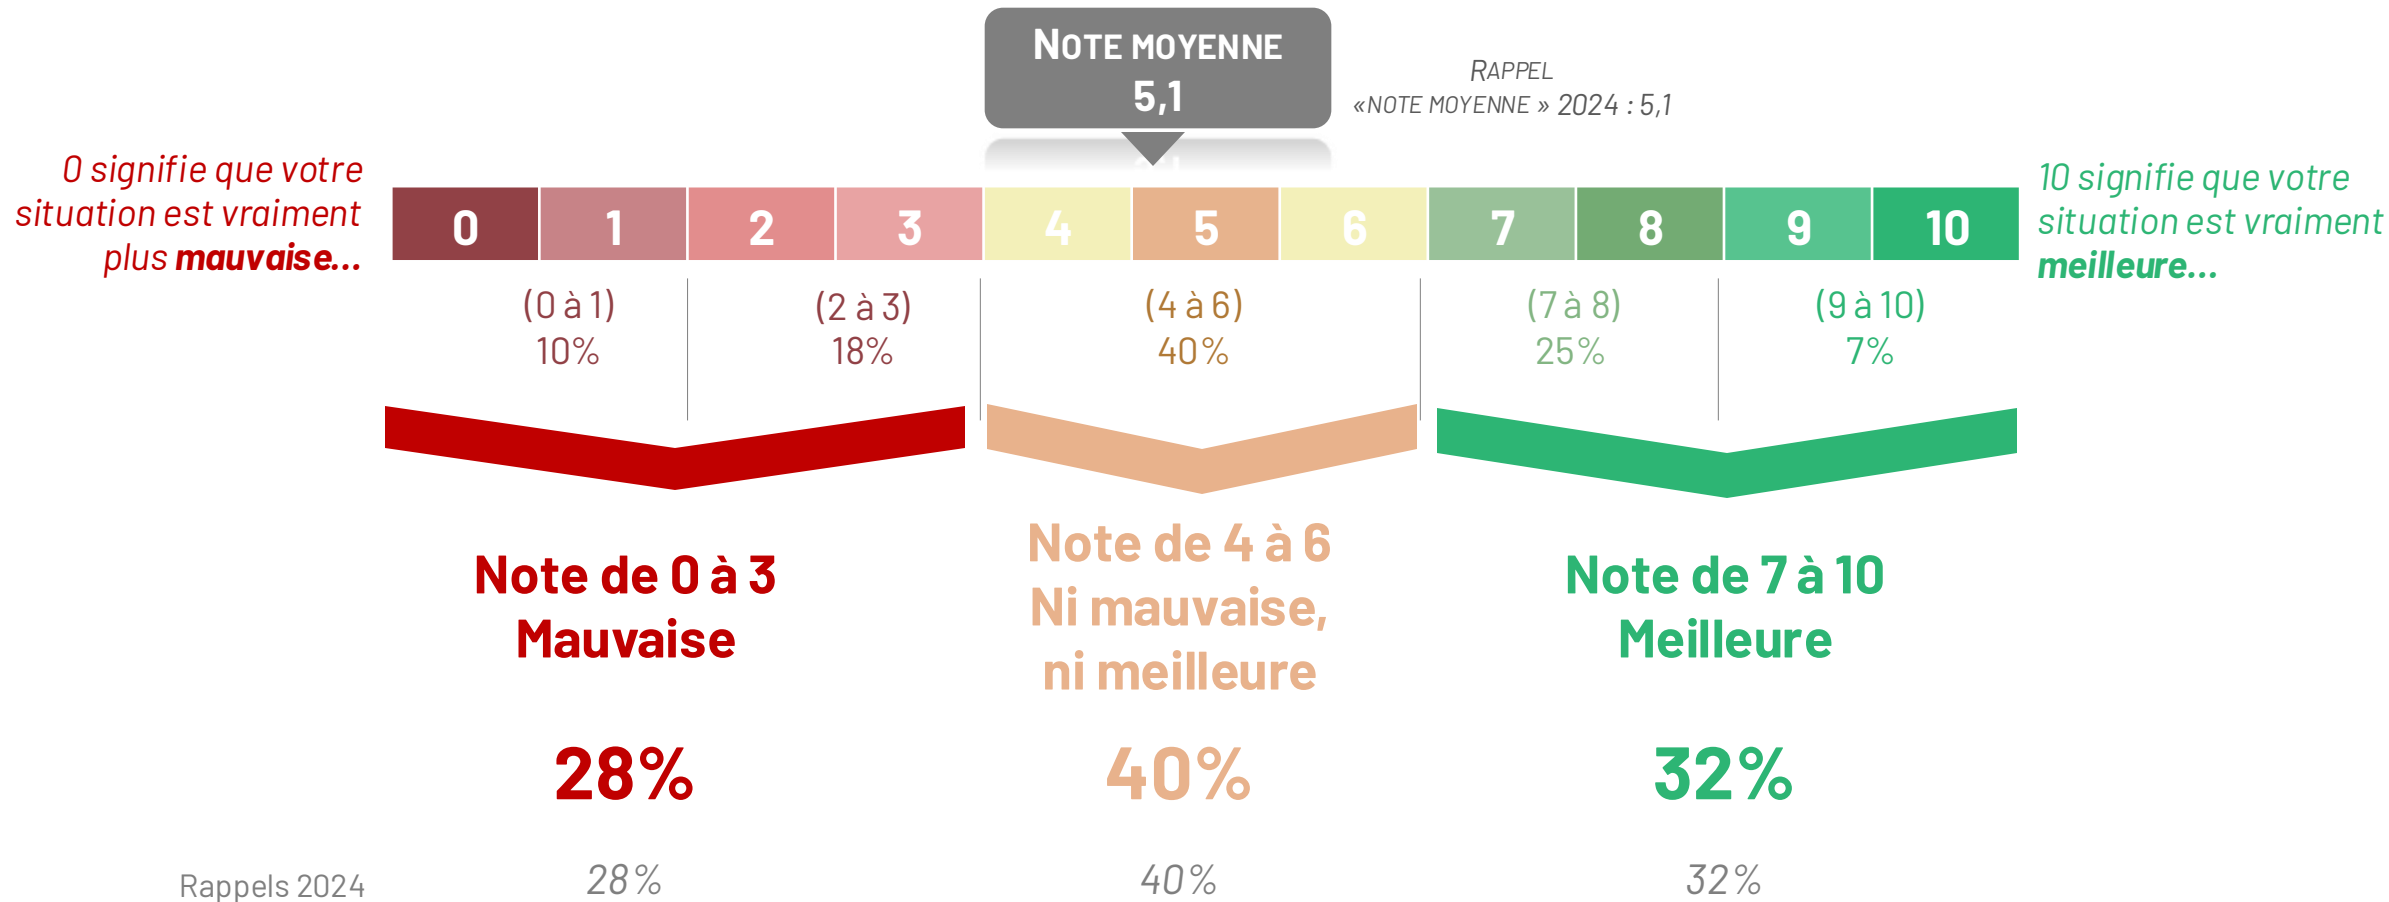 NOTE MOYENNE
5,1
RAPPEL
«NOTE MOYENNE » 2024 : 5,1
0 signifie que votre
situation est vraiment
plus mauvaise...
0 1 2 3 4 5 6 7 8 9 10
10 signifie que votre
situation est vraiment
meilleure...
(0 à 1) (2 à 3) (4 à 6) (7 à 8) (9 à 10)
10% 18% 40% 25% 7%
Note de 0 à 3
Mauvaise
Note de 4 à 6
Ni mauvaise,
ni meilleure
Note de 7 à 10
Meilleure
28% 40% 32%
Rappels 2024 28% 40% 32%